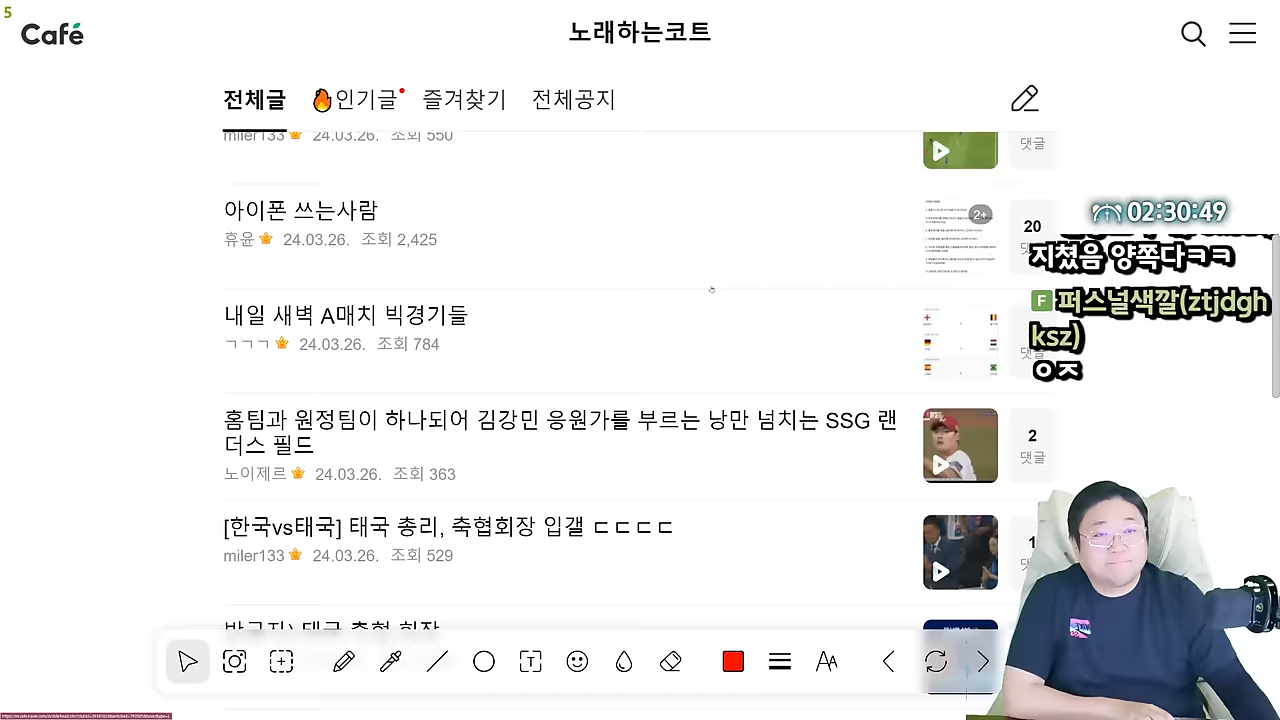 5
Café
노래하는코트
전체글
인기글
즐겨찾기
전체공지
miler133 24.03.26. 조회 550
댓글
아이폰 쓰는사람
유윤 24.03.26. 조회 2,425
2+
20
02:30:49
지쳤음 양쪽다ㅋㅋ
F 퍼스널색깔(ztjdgh
ksz)
ㅇㅈ
내일 새벽 A매치 빅경기들
ㄱㄱㄱ 24.03.26. 조회 784
홈팀과 원정팀이 하나되어 김강민 응원가를 부르는 낭만 넘치는 SSG 랜
더스 필드
노이제르 24.03.26. 조회 363
2
댓글
[한국vs태국] 태국 총리, 축협회장 입갤 ㄷㄷㄷㄷ
miler133 24.03.26. 조회 529